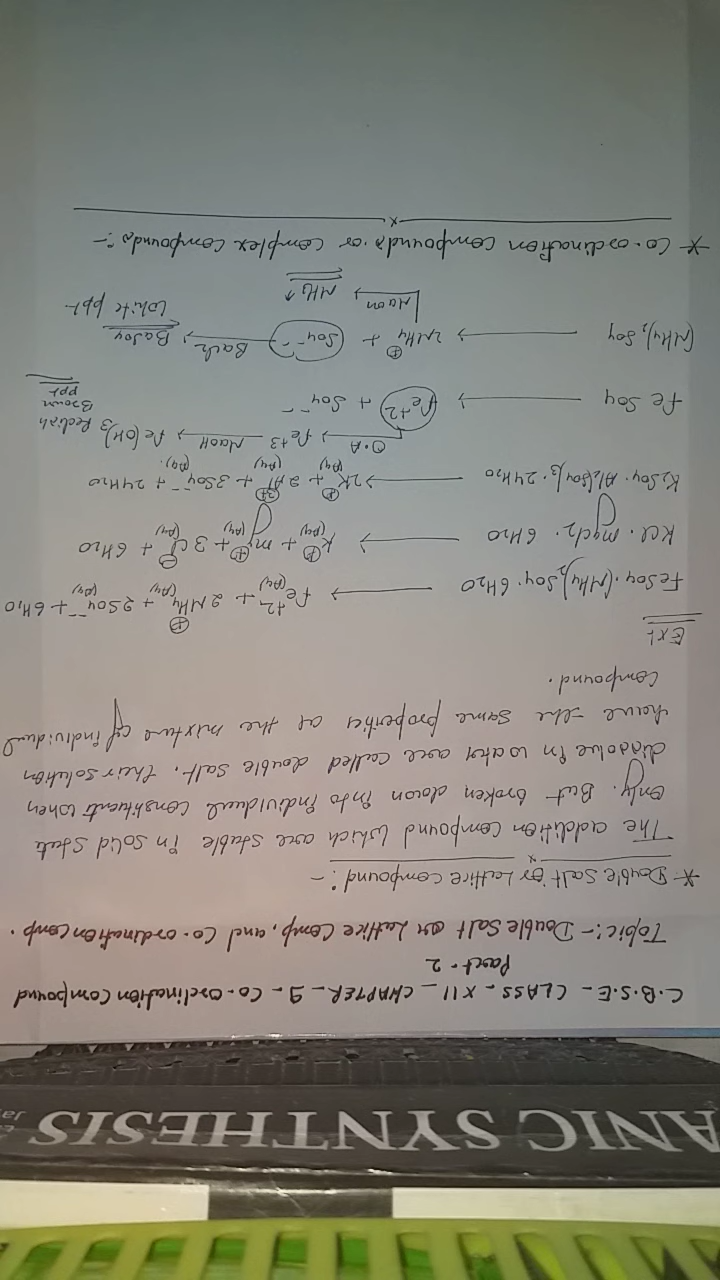 ANIC SYNTHESIS
C.B.S.E - CLASS - XII - CHAPTER - 9 - Co-ordination Compound
Part-2
Topic:- Double Salt or Lattice Comp, and Co-ordination Comp.
* Double Salt or Lattice compound :-
The addition compound which are stable in solid state
only. But broken down into individual constituent when
dissolve in water are called double salt. their solution
have the same properties as the mixture of individual
compound.
Ex:
FeSO4.(NH4)2SO4.6H2O → Fe+2(aq) + 2NH4⊕(aq) + 2SO4--(aq) + 6H2O
KCl.MgCl2.6H2O → K⊕(aq) + Mg⊕⊕(aq) + 3Cl⊖(aq) + 6H2O
K2SO4.Al2(SO4)3.24H2O → 2K⊕(aq) + 2Al3+(aq) + 3SO4--(aq) + 24H2O
O.A → Fe+3 NaOH → Fe(OH)3 Redish
Brown
ppt
FeSO4 → Fe+2 + SO4--
(NH4)2SO4 → 2NH4⊕ + SO4-- BaCl2 → BaSO4
White ppt
NaOH → NH3↑
* Co-ordination compounds or complex compounds :-